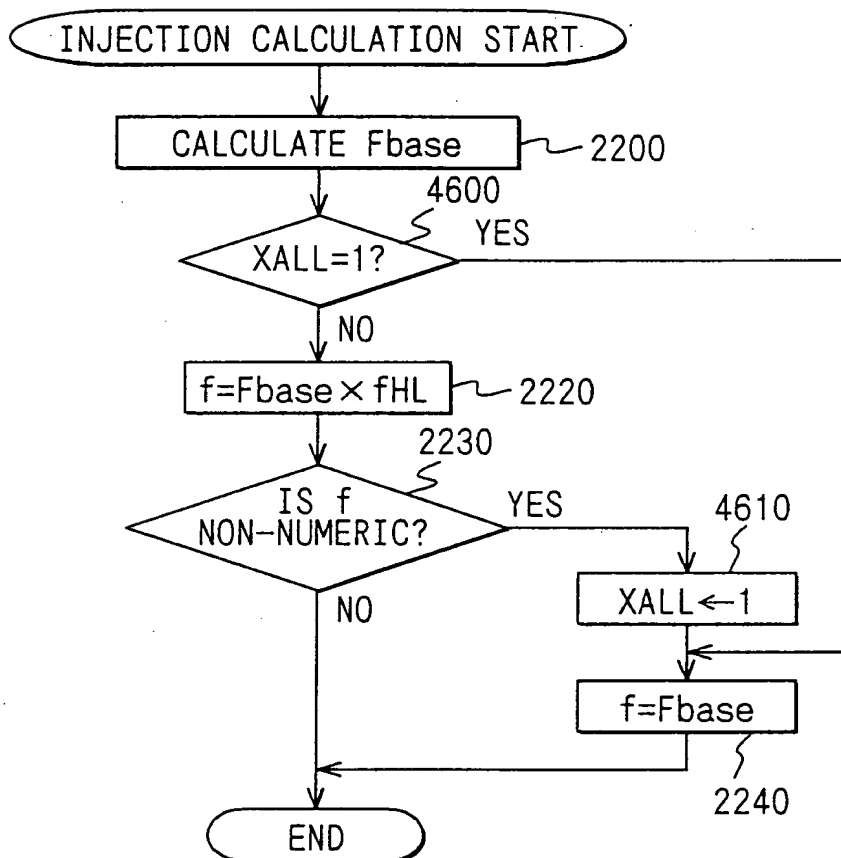 INJECTION CALCULATION START
CALCULATE Fbase
2200
4600
XALL=1?
YES
NO
f=Fbase×fHL
2220
2230
IS f
NON-NUMERIC?
YES
4610
XALL←1
NO
f=Fbase
2240
END